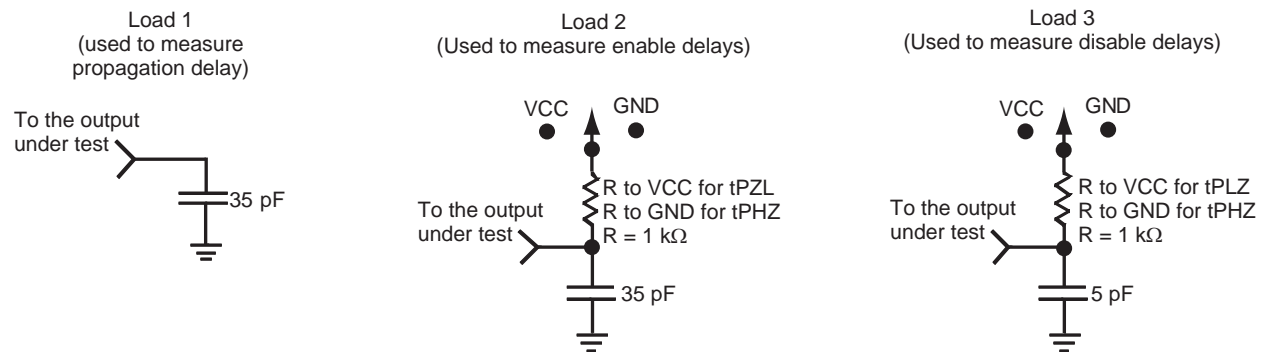 Load 1
(used to measure
propagation delay)
To the output
under test
35 pF
Load 2
(Used to measure enable delays)
VCC
GND
R to VCC for tPZL
R to GND for tPHZ
R = 1 kΩ
To the output
under test
35 pF
Load 3
(Used to measure disable delays)
VCC
GND
R to VCC for tPLZ
R to GND for tPHZ
R = 1 kΩ
To the output
under test
5 pF